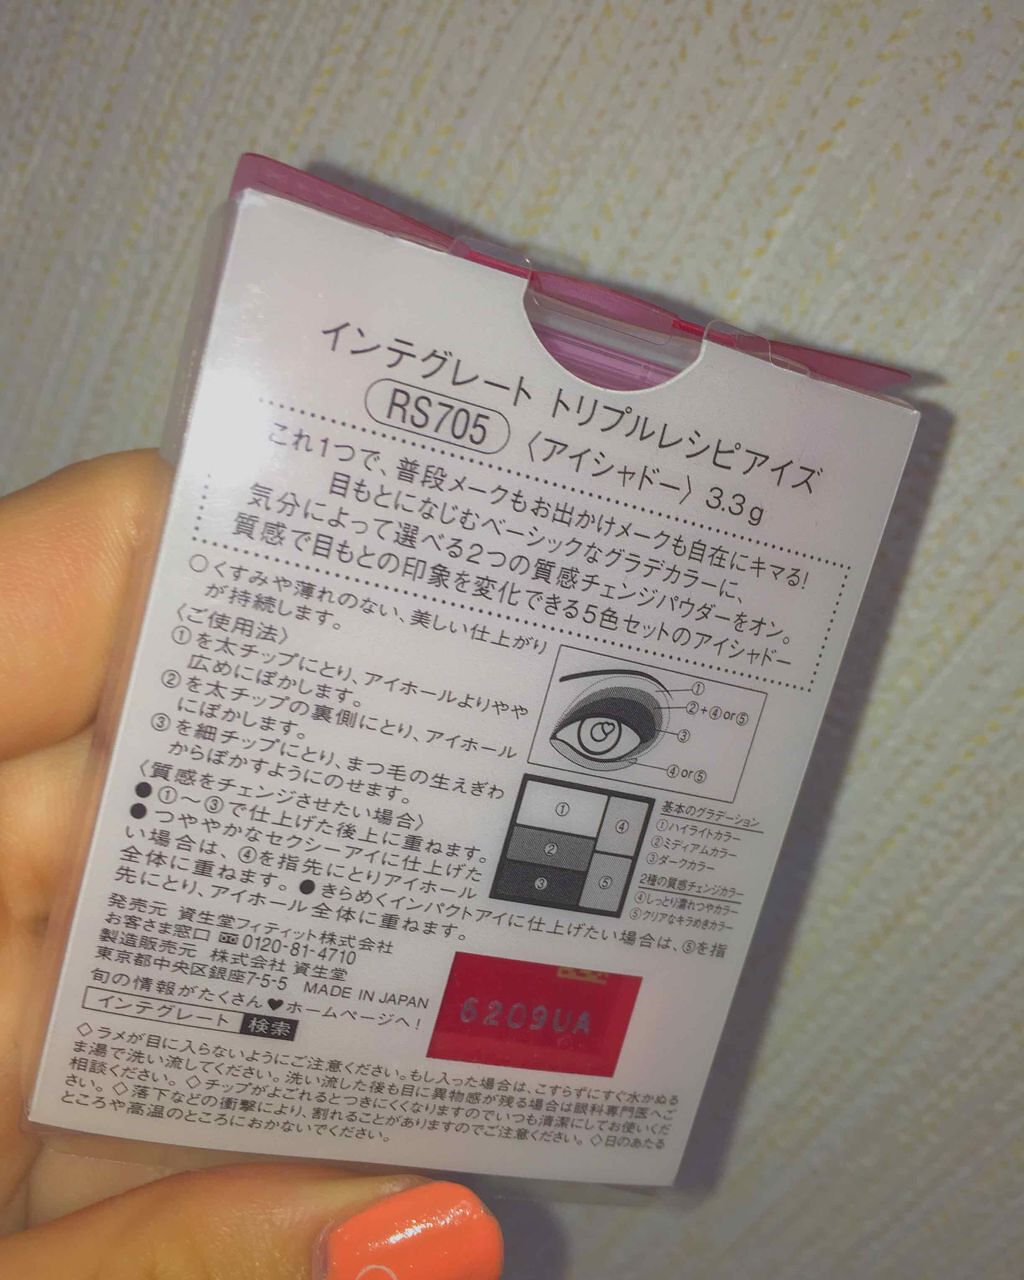 インテグレート トリプルレシピアイズ
RS705 〈アイシャドー〉 3.3g
これ1つで、普段メークもお出かけメークも自在にキマる!
目もとになじむベーシックなグラデカラーに、
気分によって選べる2つの質感チェンジパウダーをオン。
質感で目もとの印象を変化できる5色セットのアイシャドー
○くすみや薄れのない、美しい仕上がり
が持続します。
〈ご使用法〉
①を太チップにとり、アイホールよりやや
広めにぼかします。
②を太チップの裏側にとり、アイホール
にぼかします。
③を細チップにとり、まつ毛の生えぎわ
からぼかすようにのせます。
〈質感をチェンジさせたい場合〉
●①～③で仕上げた後上に重ねます。
●つややかなセクシーアイに仕上げた
い場合は、④を指先にとりアイホール
全体に重ねます。●きらめくインパクトアイに仕上げたい場合は、⑤を指
先にとり、アイホール全体に重ねます。
①
②+④or⑤
③
④or⑤
①
②
③
④
⑤
基本のグラデーション
①ハイライトカラー
②ミディアムカラー
③ダークカラー
2種の質感チェンジカラー
④しっとり濡れつやカラー
⑤クリアなキラめきカラー
発売元 資生堂フィティット株式会社
お客さま窓口 0120-81-4710
製造販売元 株式会社 資生堂
東京都中央区銀座7-5-5 MADE IN JAPAN
旬の情報がたくさん♥ホームページへ!
インテグレート 検索
6209UA
◇ラメが目に入らないようにご注意ください。もし入った場合は、こすらずにすぐ水かぬる
ま湯で洗い流してください。洗い流した後も目に異物感が残る場合は眼科専門医へご
相談ください。◇チップがよごれるとつきにくくなりますのでいつも清潔にしてお使いくだ
さい。◇落下などの衝撃により、割れることがありますのでご注意ください。◇日のあたる
ところや高温のところにおかないでください。